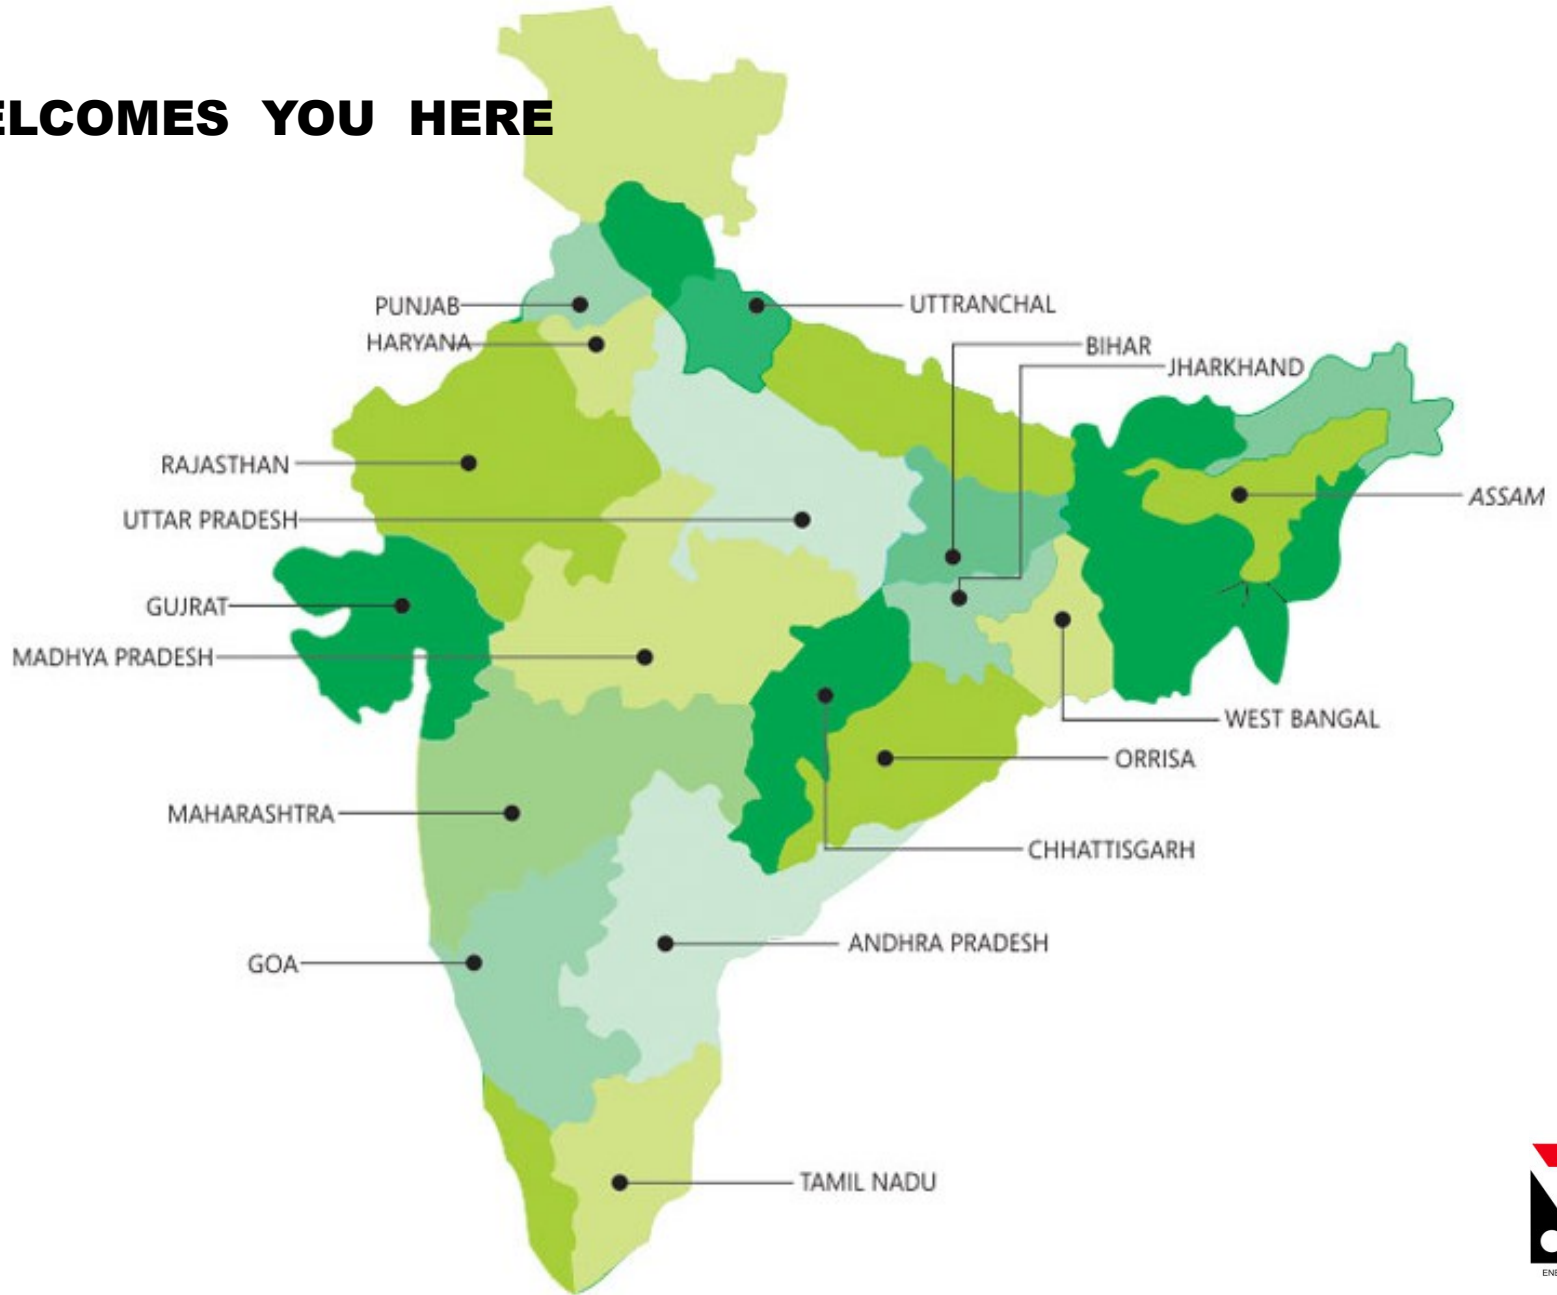 ELCOMES YOU HERE
PUNJAB
UTTRANCHAL
HARYANA
BIHAR
JHARKHAND
RAJASTHAN
ASSAM
UTTAR PRADESH
GUJRAT
MADHYA PRADESH
WEST BANGAL
ORRISA
MAHARASHTRA
CHHATTISGARH
ANDHRA PRADESH
GOA
TAMIL NADU